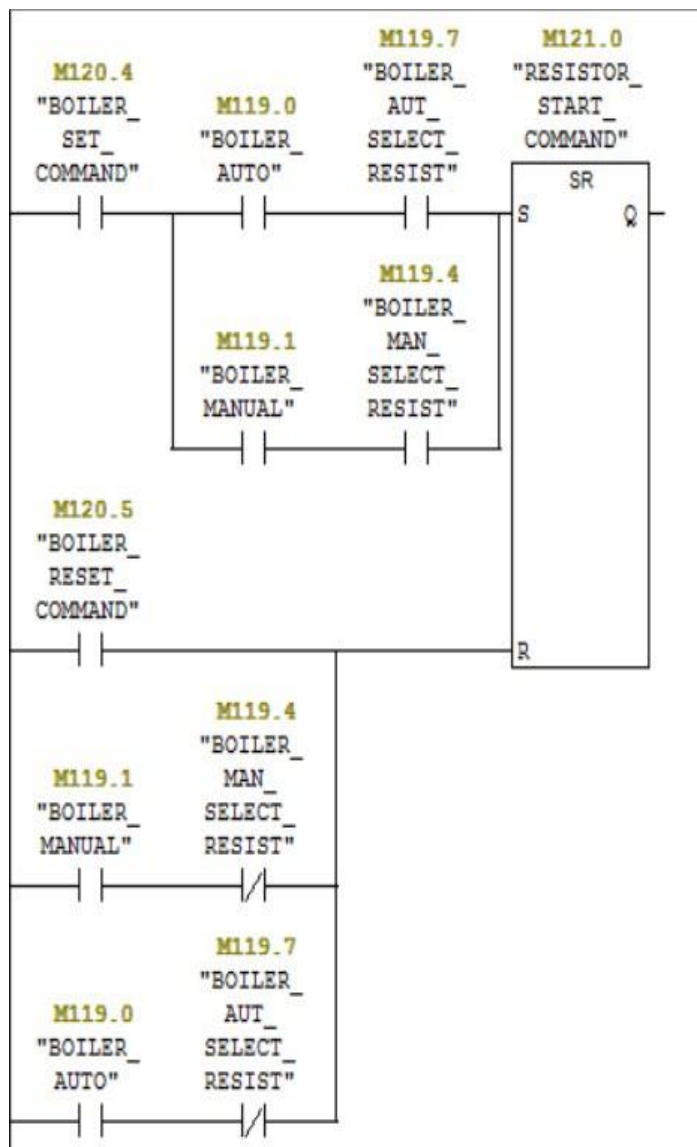 M120.4
"BOILER_
SET_
COMMAND"
M119.0
"BOILER_
AUTO"
M119.7
"BOILER_
AUT_
SELECT_
RESIST"
M121.0
"RESISTOR_
START_
COMMAND"
SR
S
Q
M119.1
"BOILER_
MANUAL"
M119.4
"BOILER_
MAN_
SELECT_
RESIST"
M120.5
"BOILER_
RESET_
COMMAND"
R
M119.1
"BOILER_
MANUAL"
M119.4
"BOILER_
MAN_
SELECT_
RESIST"
M119.0
"BOILER_
AUTO"
M119.7
"BOILER_
AUT_
SELECT_
RESIST"